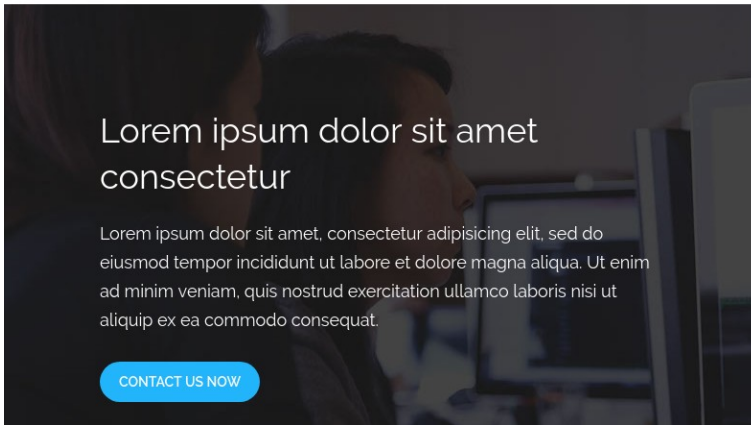 Lorem ipsum dolor sit amet
consectetur
Lorem ipsum dolor sit amet, consectetur adipisicing elit, sed do
eiusmod tempor incididunt ut labore et dolore magna aliqua. Ut enim
ad minim veniam, quis nostrud exercitation ullamco laboris nisi ut
aliquip ex ea commodo consequat.
CONTACT US NOW